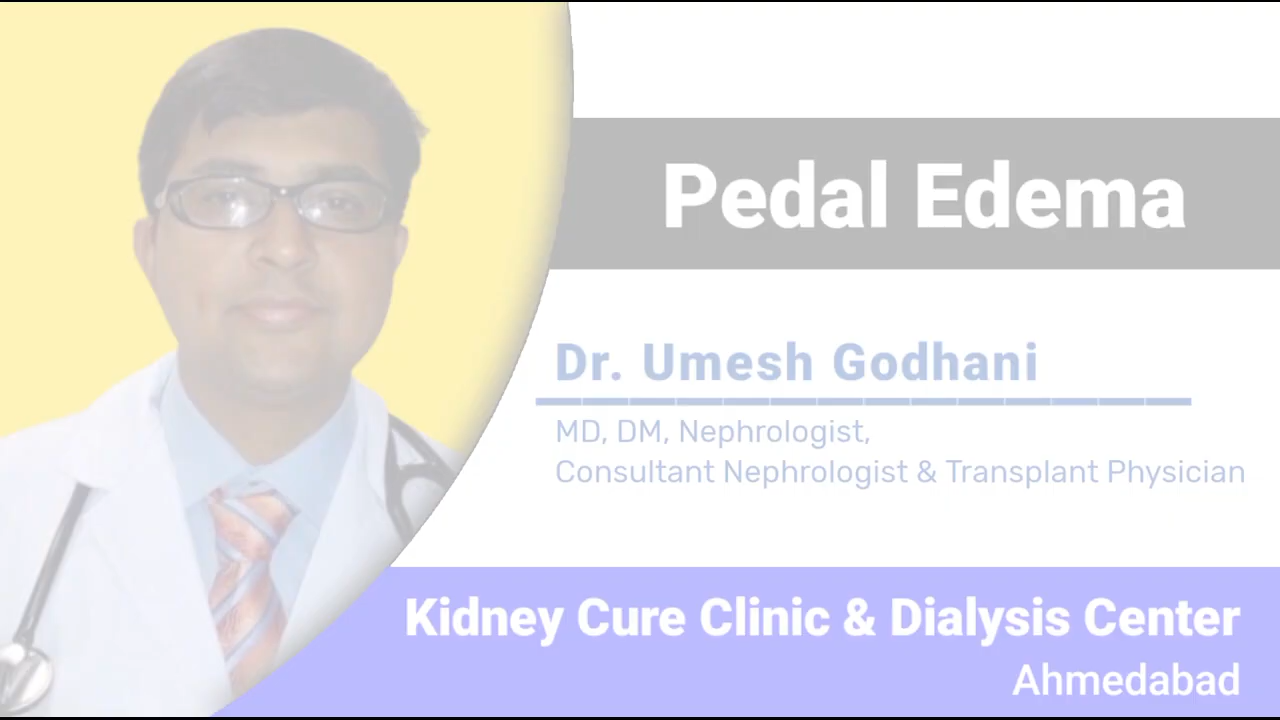 Pedal Edema
Dr. Umesh Godhani
MD, DM, Nephrologist,
Consultant Nephrologist & Transplant Physician
Kidney Cure Clinic & Dialysis Center
Ahmedabad